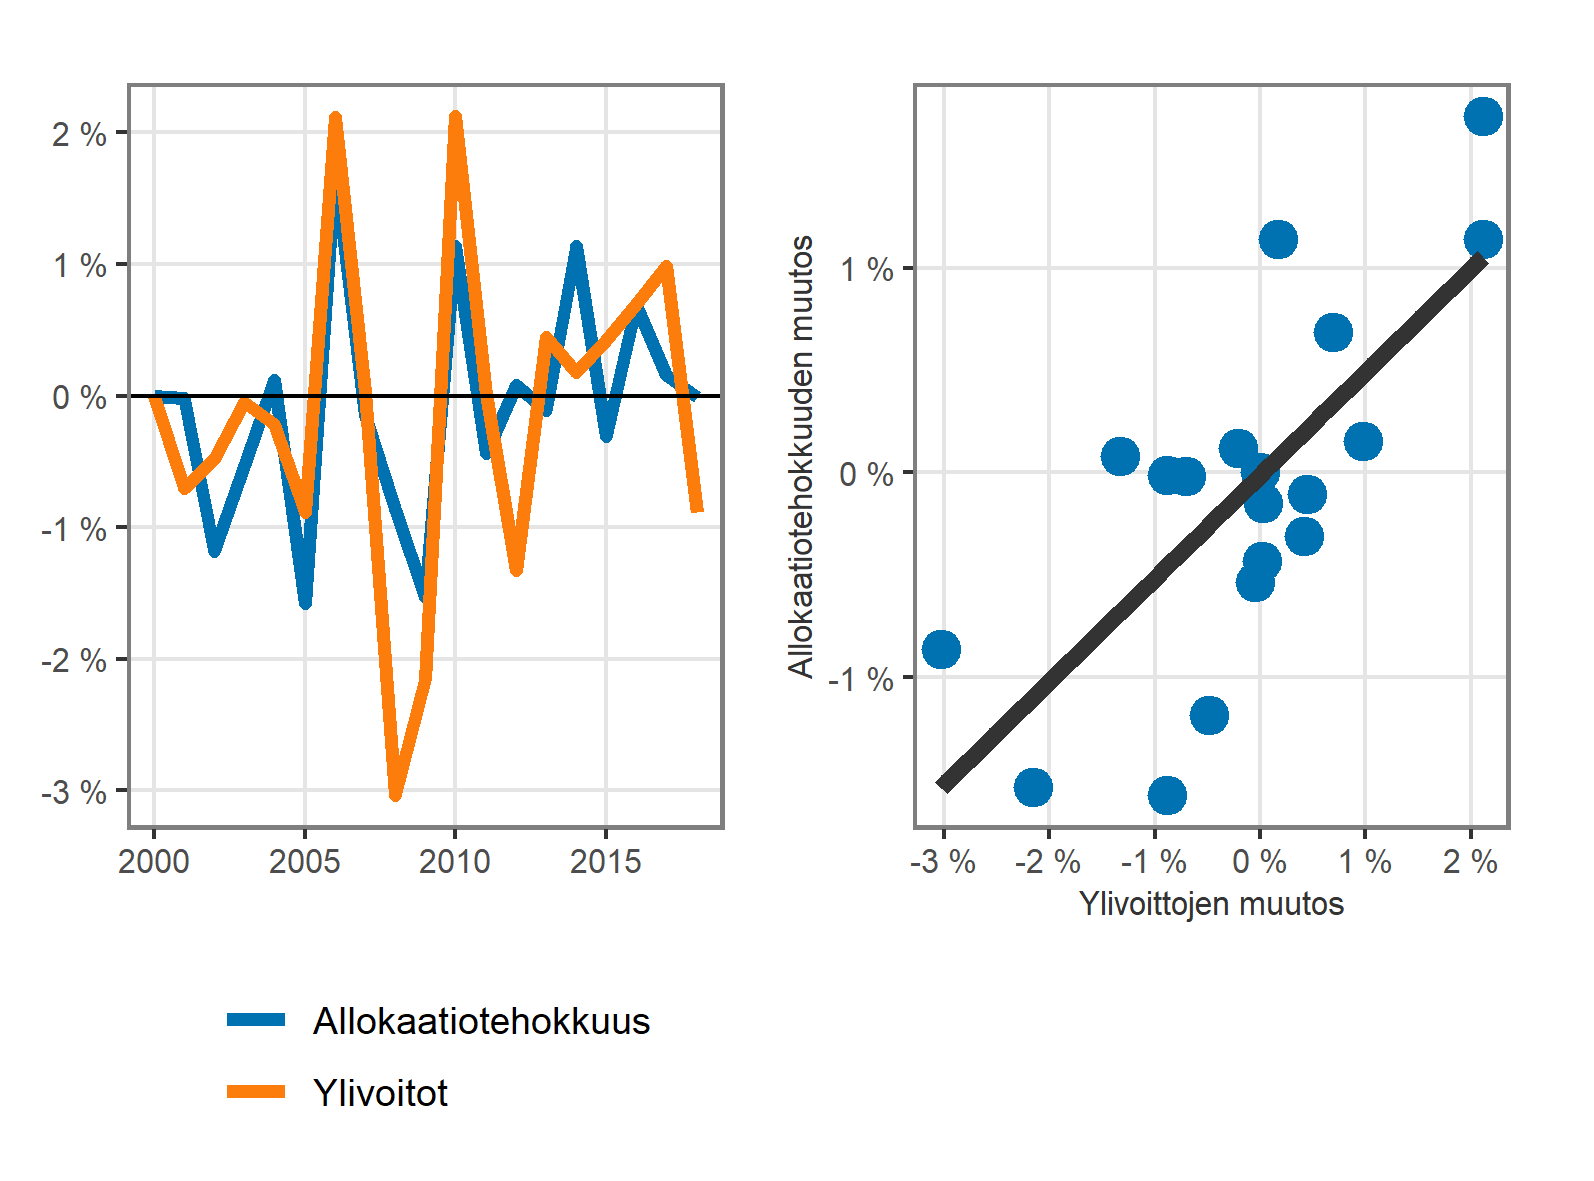 2 %
1 %
0 %
-1 %
-2 %
-3 %
2000 2005 2010 2015
Allokaatiotehokkuuden muutos
1 %
0 %
-1 %
-3 % -2 % -1 % 0 % 1 % 2 %
Ylivoittojen muutos
Allokaatiotehokkuus
Ylivoitot